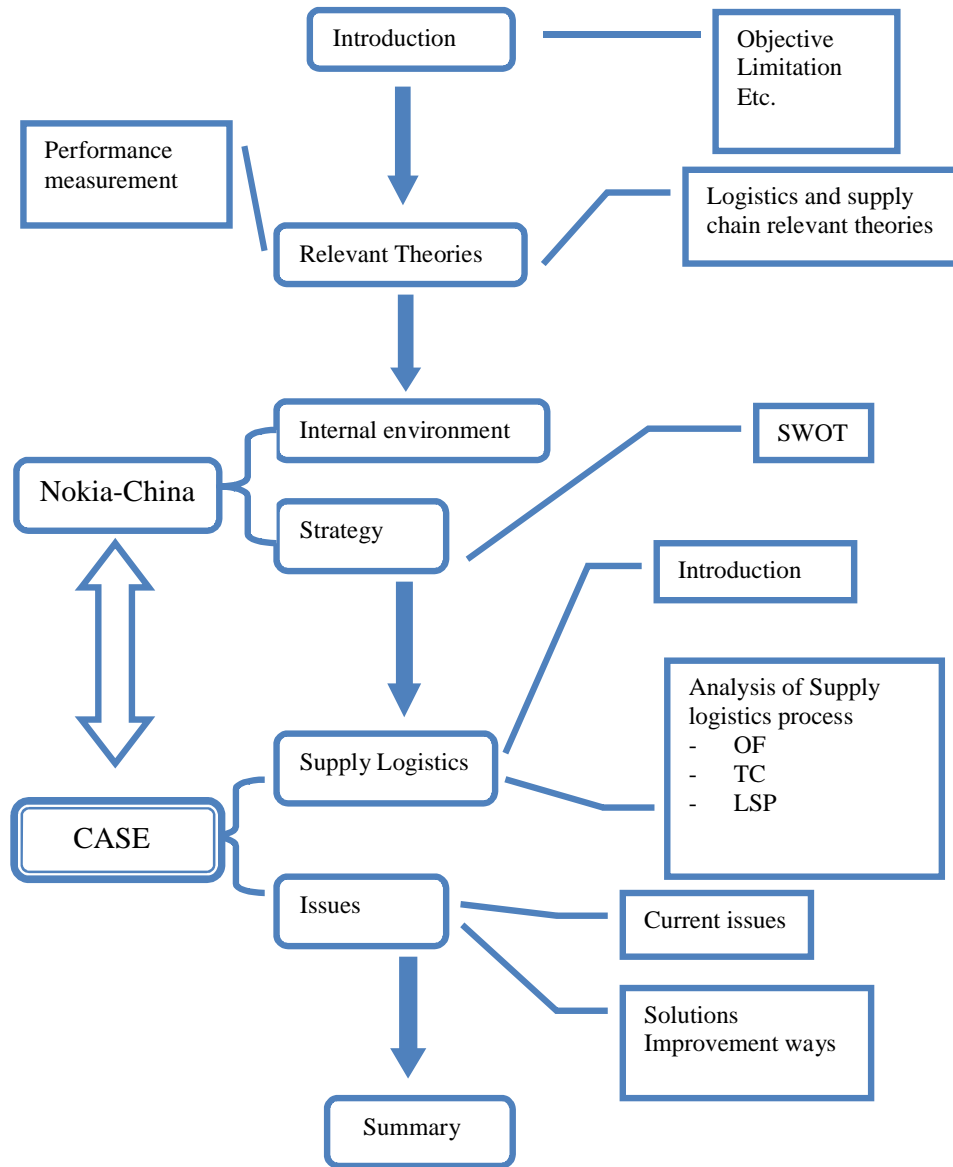 Introduction
Objective
Limitation
Etc.
Performance
measurement
Logistics and supply
chain relevant theories
Relevant Theories
Internal environment
SWOT
Nokia-China
Strategy
Introduction
Analysis of Supply
logistics process
- OF
- TC
- LSP
Supply Logistics
CASE
Issues
Current issues
Solutions
Improvement ways
Summary